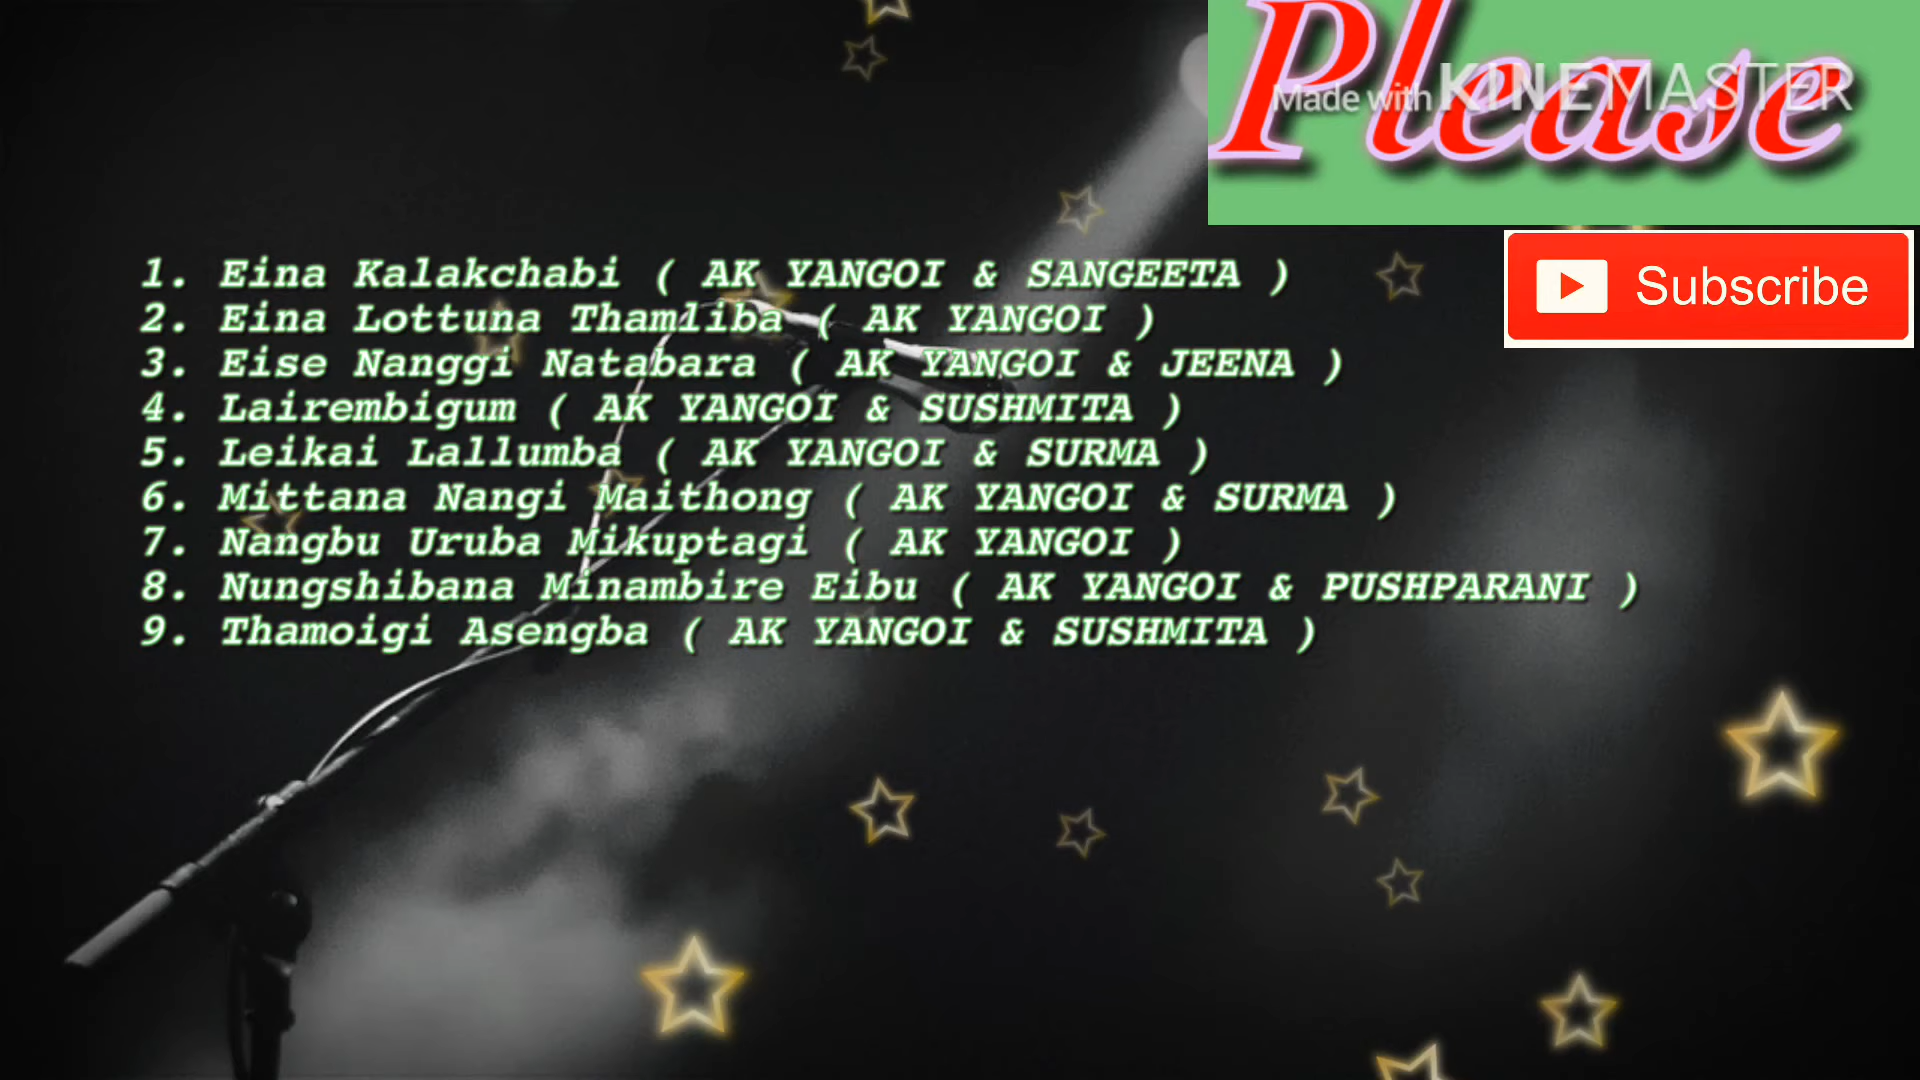 Please
Made with KINEMASTER
Subscribe
1. Eina Kalakchabi ( AK YANGOI & SANGEETA )
2. Eina Lottuna Thamliba ( AK YANGOI )
3. Eise Nanggi Natabara ( AK YANGOI & JEENA )
4. Lairembigum ( AK YANGOI & SUSHMITA )
5. Leikai Lallumba ( AK YANGOI & SURMA )
6. Mittana Nangi Maithong ( AK YANGOI & SURMA )
7. Nangbu Uruba Mikuptagi ( AK YANGOI )
8. Nungshibana Minambire Eibu ( AK YANGOI & PUSHPARANI )
9. Thamoigi Asengba ( AK YANGOI & SUSHMITA )